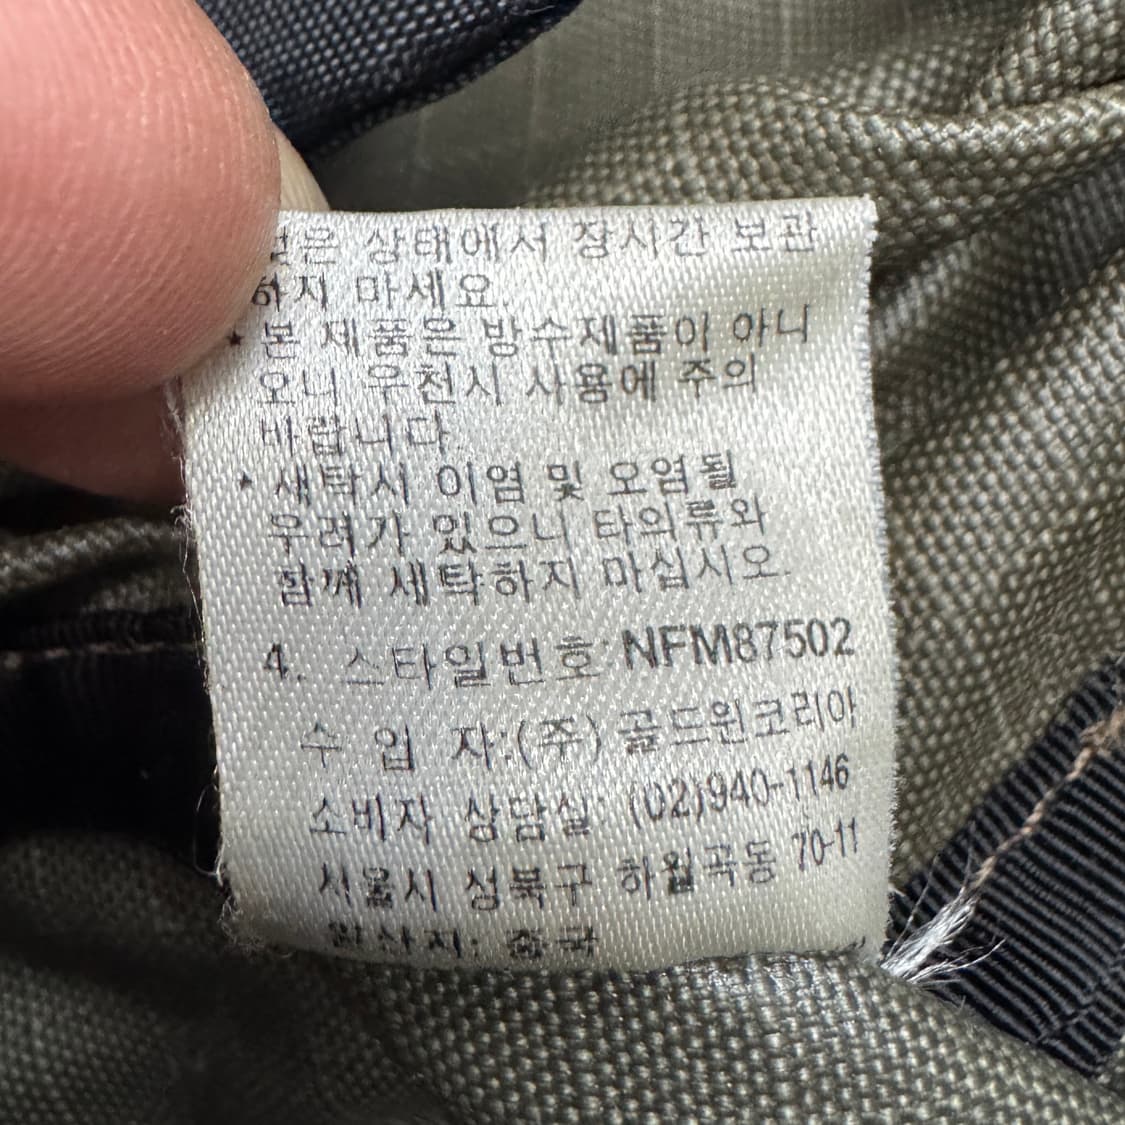 젖은 상태에서 장시간 보관
하지 마세요.
* 본 제품은 방수제품이 아니
오니 우천시 사용에 주의
바랍니다.
* 세탁시 이염 및 오염될
우려가 있으니 타의류와
함께 세탁하지 마십시오.
4. 스타일번호: NFM87502
수 입 자:(주)골드윈코리아
소비자 상담실: (02)940-1146
서울시 성북구 하월곡동 70-11
원산지: 중국